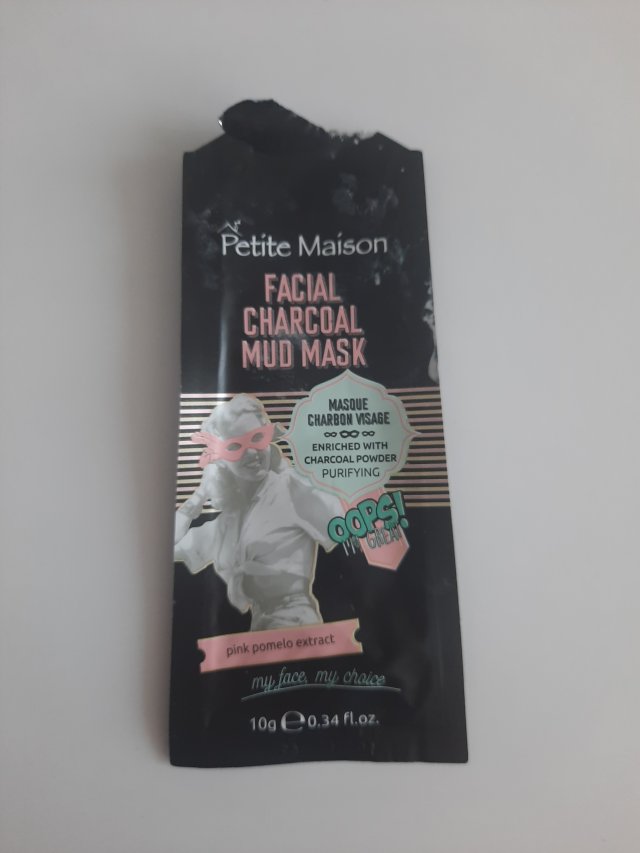 Petite Maison
FACIAL
CHARCOAL
MUD MASK
MASQUE
CHARBON VISAGE
ENRICHED WITH
CHARCOAL POWDER
PURIFYING
OOPS!
I'M GREAT
pink pomelo extract
my face, my choice
10g e 0.34 fl.oz.